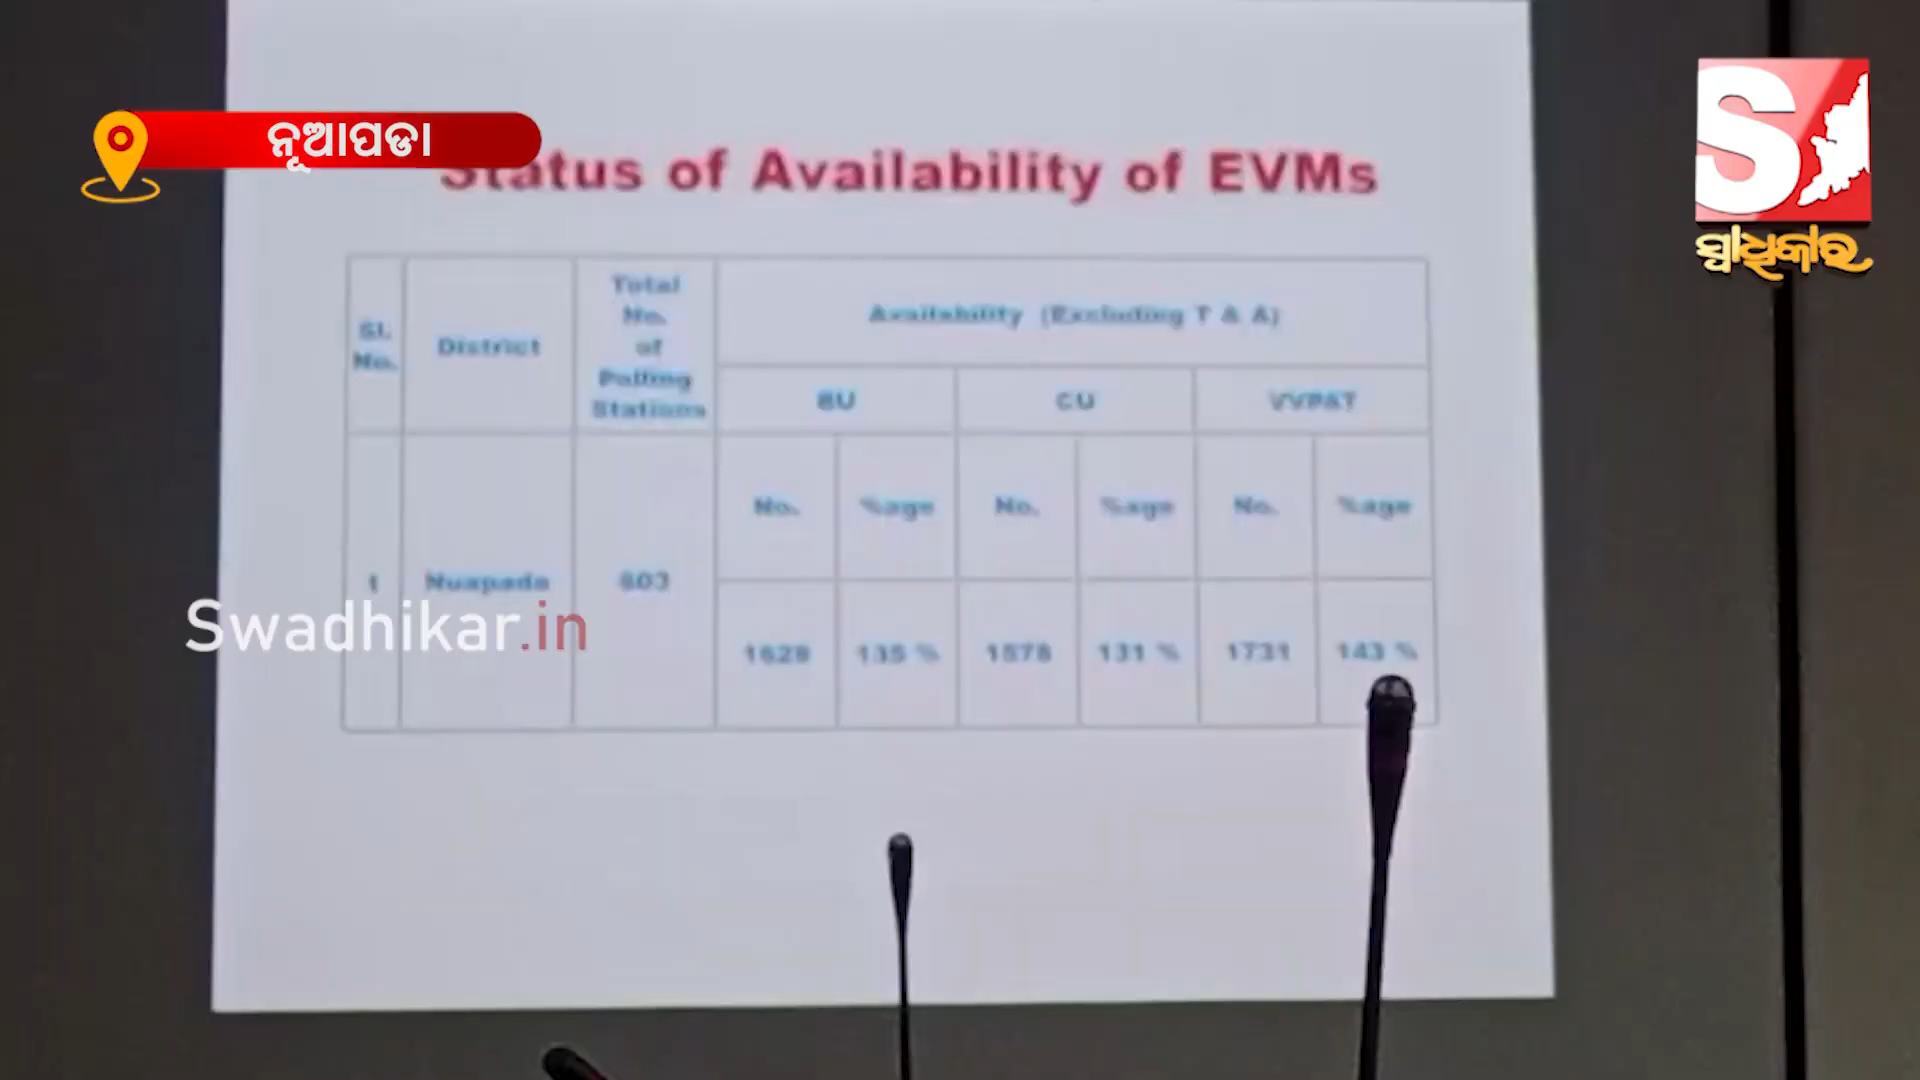 ନୂଆପଡା
Status of Availability of EVMs
ସ୍ୱାଧିକାର
Sl. No.
District
Total No. of Polling Stations
Availability (Excluding T & A)
BU
CU
VVPAT
No.
%age
No.
%age
No.
%age
1
Nuapada
603
1628
135 %
1578
131 %
1731
143 %
Swadhikar.in